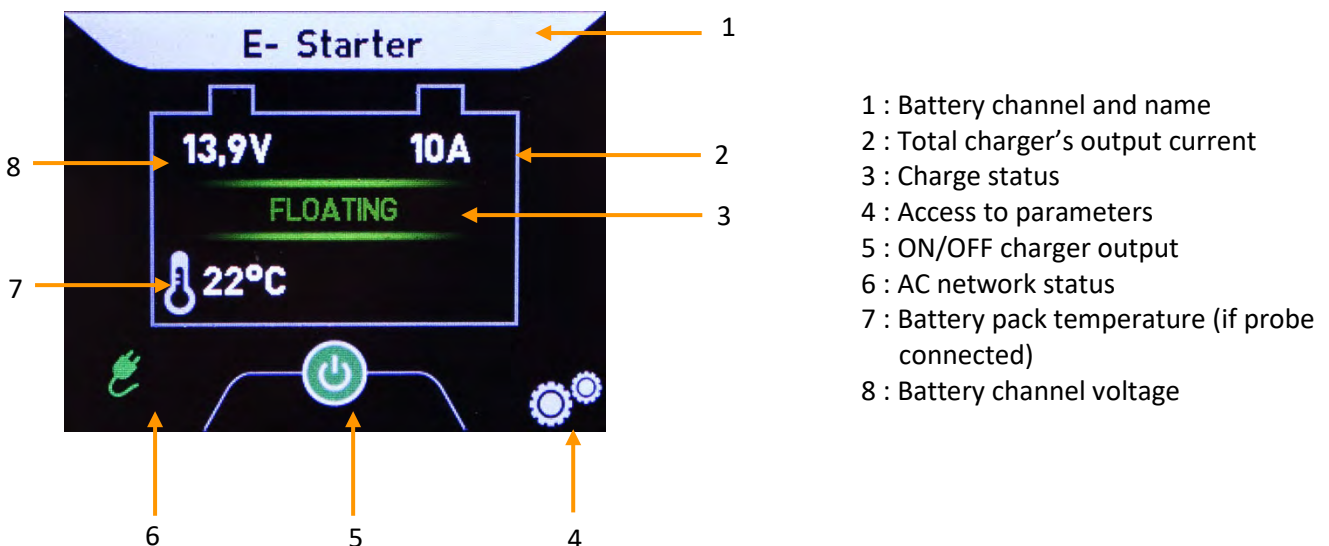 E- Starter
1
13,9V
10A
8
2
FLOATING
3
22°C
7
6
5
4
1 : Battery channel and name
2 : Total charger’s output current
3 : Charge status
4 : Access to parameters
5 : ON/OFF charger output
6 : AC network status
7 : Battery pack temperature (if probe
connected)
8 : Battery channel voltage